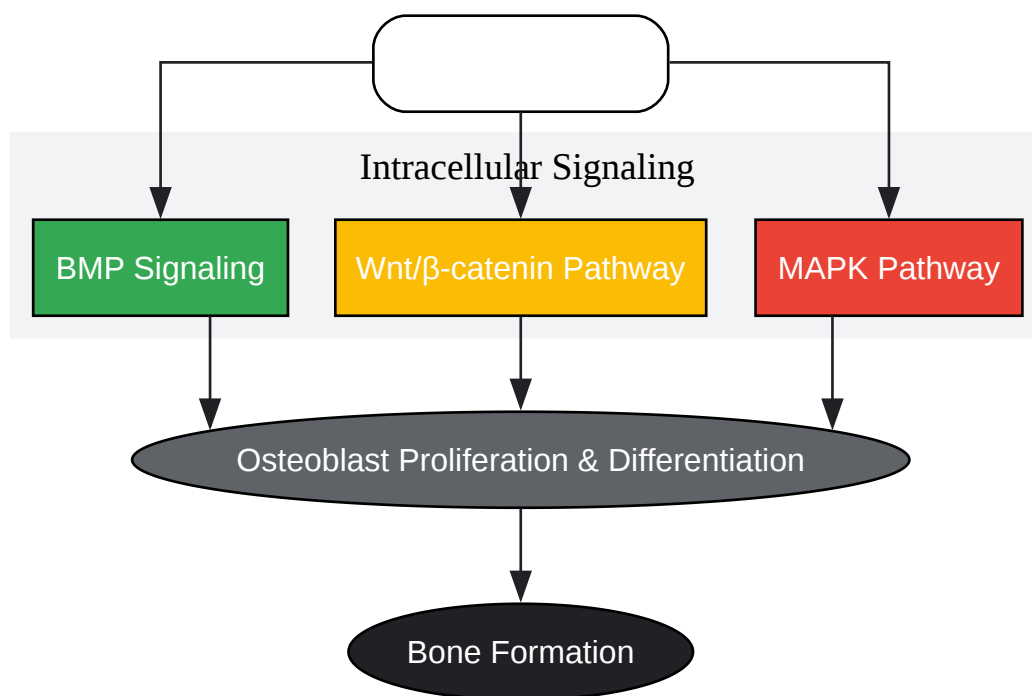 Intracellular Signaling
BMP Signaling
Wnt/β-catenin Pathway
MAPK Pathway
Osteoblast Proliferation & Differentiation
Bone Formation